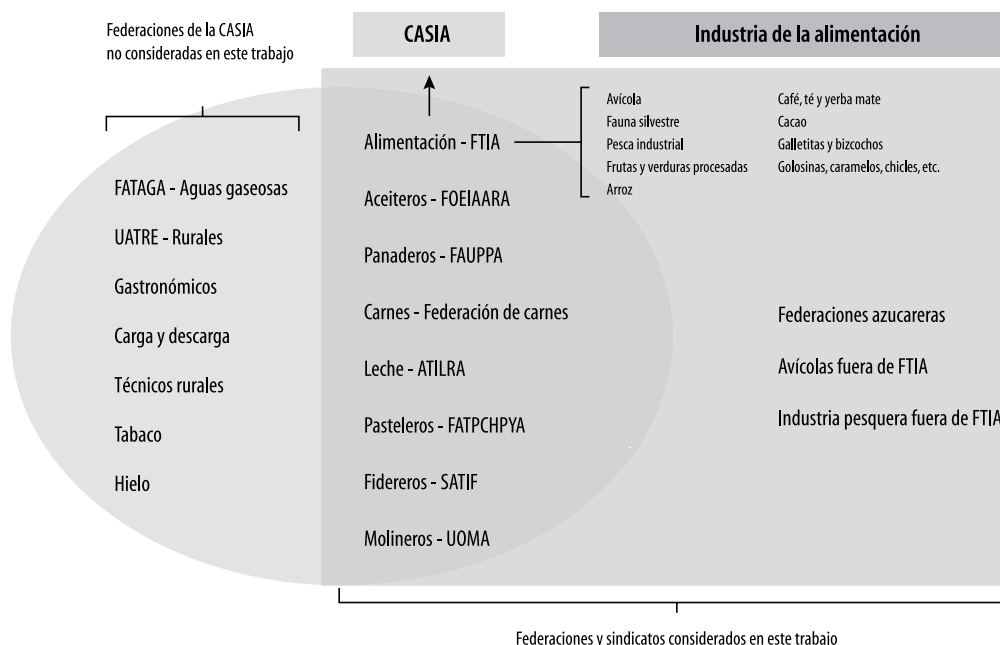 Federaciones de la CASIA
no consideradas en este trabajo
CASIA
Industria de la alimentación
Alimentación - FTIA
Avícola
Fauna silvestre
Pesca industrial
Frutas y verduras procesadas
Arroz
Café, té y yerba mate
Cacao
Galletitas y bizcochos
Golosinas, caramelos, chicles, etc.
FATAGA - Aguas gaseosas
UATRE - Rurales
Gastronómicos
Carga y descarga
Técnicos rurales
Tabaco
Hielo
Aceiteros - FOEIAARA
Panaderos - FAUPPA
Carnes - Federación de carnes
Leche - ATILRA
Pasteleros - FATPCHPYA
Fidereros - SATIF
Molineros - UOMA
Federaciones azucareras
Avícolas fuera de FTIA
Industria pesquera fuera de FTIA
Federaciones y sindicatos considerados en este trabajo